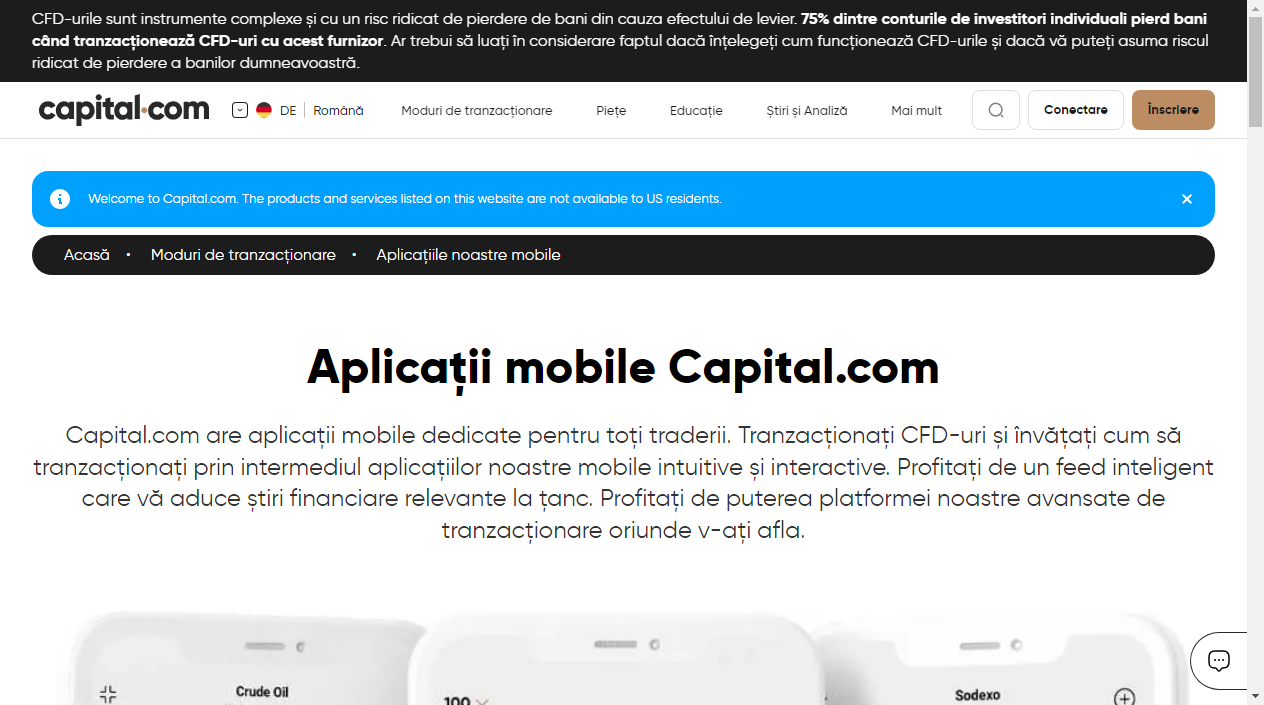 CFD-urile sunt instrumente complexe și cu un risc ridicat de pierdere de bani din cauza efectului de levier. 75% dintre conturile de investitori individuali pierd bani
când tranzacționează CFD-uri cu acest furnizor. Ar trebui să luați în considerare faptul dacă înțelegeți cum funcționează CFD-urile și dacă vă puteți asuma riscul
ridicat de pierdere a banilor dumneavoastră.
capital.com DE Română Moduri de tranzacționare Piețe Educație Știri și Analiză Mai mult Conectare Înscriere
Welcome to Capital.com. The products and services listed on this website are not available to US residents.
Acasă • Moduri de tranzacționare • Aplicațiile noastre mobile
Aplicații mobile Capital.com
Capital.com are aplicații mobile dedicate pentru toți traderii. Tranzacționați CFD-uri și învățați cum să
tranzacționați prin intermediul aplicațiilor noastre mobile intuitive și interactive. Profitați de un feed inteligent
care vă aduce știri financiare relevante la țanc. Profitați de puterea platformei noastre avansate de
tranzacționare oriunde v-ați afla.
Crude Oil
100
Sodexo